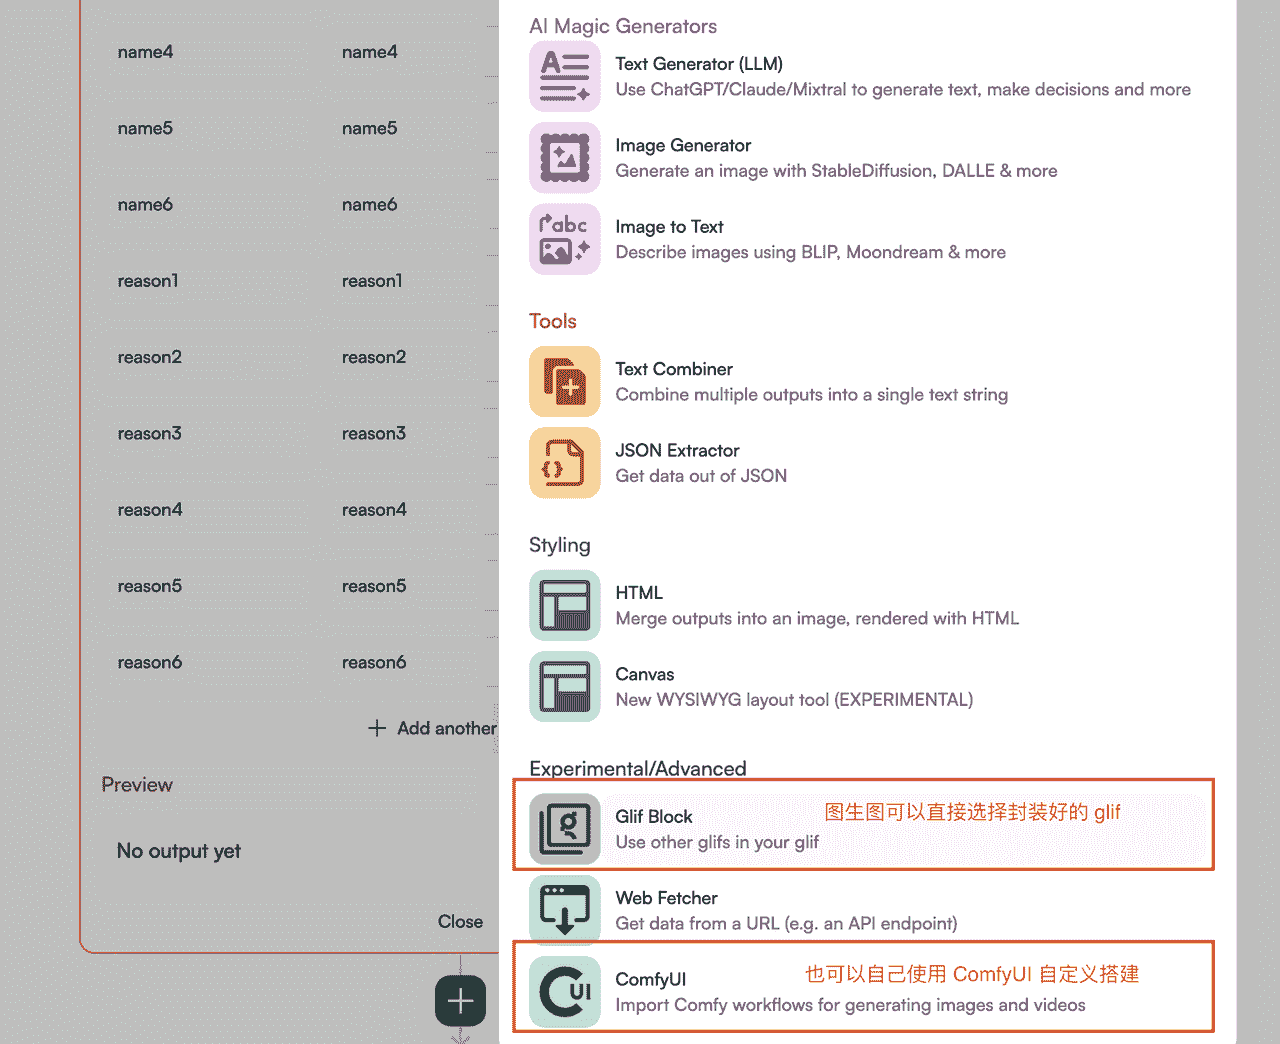 name4 name4
name5 name5
name6 name6
reason1 reason1
reason2 reason2
reason3 reason3
reason4 reason4
reason5 reason5
reason6 reason6
Add another
Preview
No output yet
Close
AI Magic Generators
Text Generator (LLM)
Use ChatGPT/Claude/Mixtral to generate text, make decisions and more
Image Generator
Generate an image with StableDiffusion, DALLE & more
abc
Image to Text
Describe images using BLIP, Moondream & more
Tools
Text Combiner
Combine multiple outputs into a single text string
JSON Extractor
Get data out of JSON
Styling
HTML
Merge outputs into an image, rendered with HTML
Canvas
New WYSIWYG layout tool (EXPERIMENTAL)
Experimental/Advanced
Glif Block
图生图可以直接选择封装好的 glif
Use other glifs in your glif
Web Fetcher
Get data from a URL (e.g. an API endpoint)
CUI
ComfyUI
也可以自己使用 ComfyUI 自定义搭建
Import Comfy workflows for generating images and videos